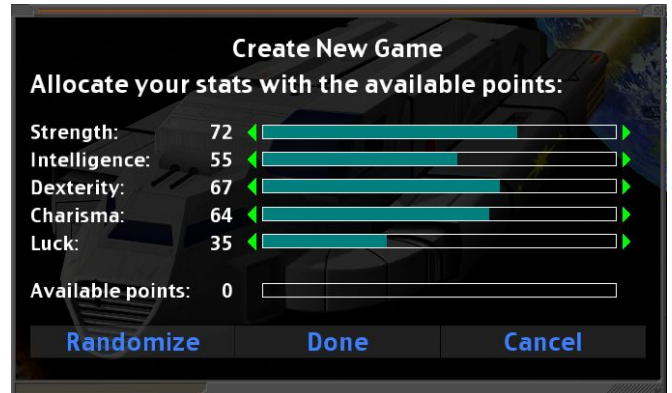 Create New Game
Allocate your stats with the available points:
Strength: 72
Intelligence: 55
Dexterity: 67
Charisma: 64
Luck: 35
Available points: 0
Randomize Done Cancel